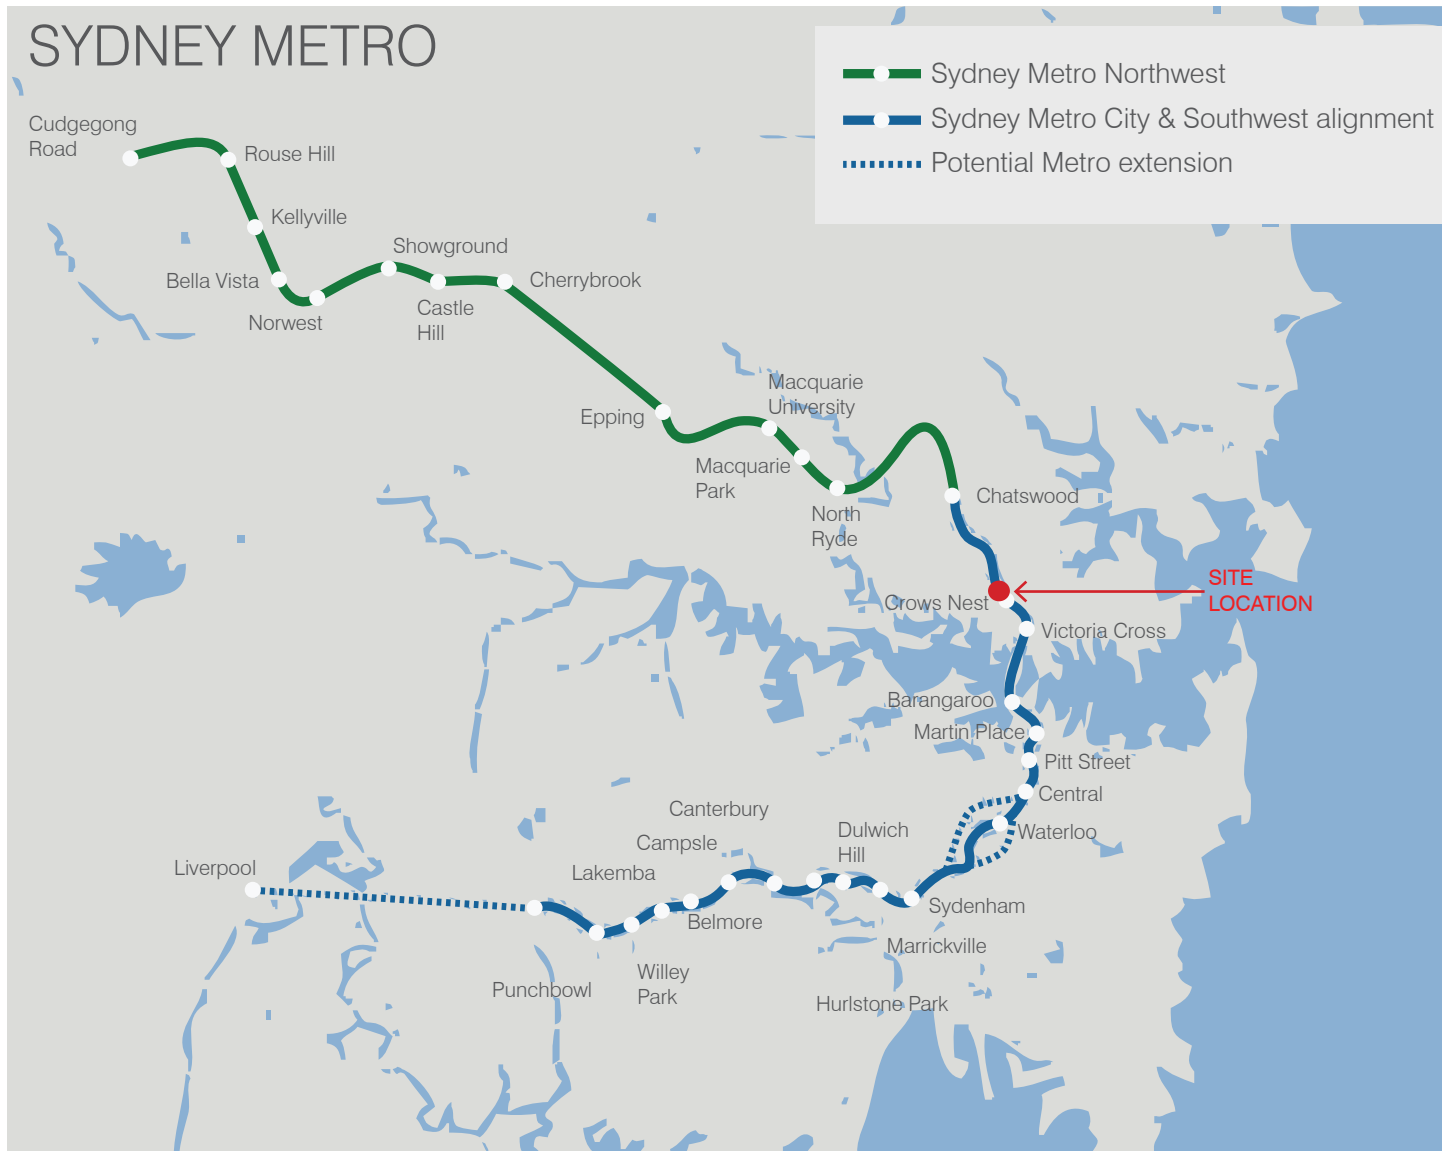 SYDNEY METRO
Sydney Metro Northwest
Sydney Metro City & Southwest alignment
Potential Metro extension
Cudgegong
Road
Rouse Hill
Kellyville
Bella Vista
Norwest
Showground
Castle
Hill
Cherrybrook
Epping
Macquarie
University
Macquarie
Park
North
Ryde
Chatswood
SITE
LOCATION
Crows Nest
Victoria Cross
Barangaroo
Martin Place
Pitt Street
Central
Waterloo
Canterbury
Campsle
Dulwich
Hill
Lakemba
Liverpool
Belmore
Sydenham
Marrickville
Willey
Park
Punchbowl
Hurlstone Park